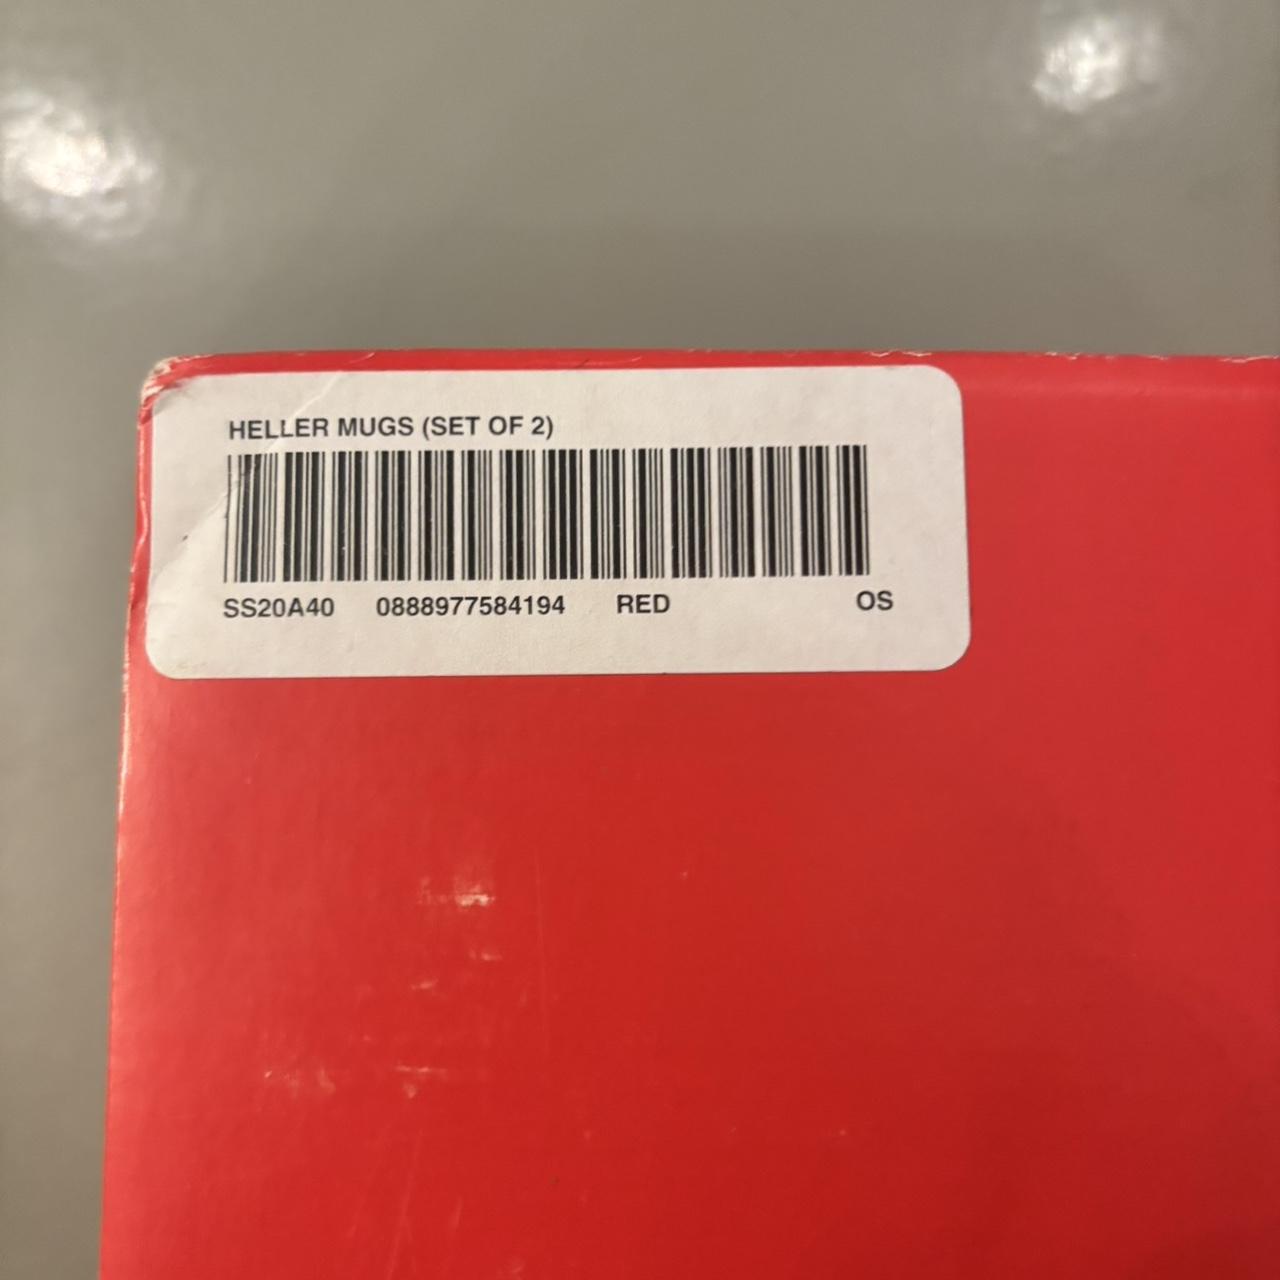 HELLER MUGS (SET OF 2)
SS20A40 0888977584194 RED OS